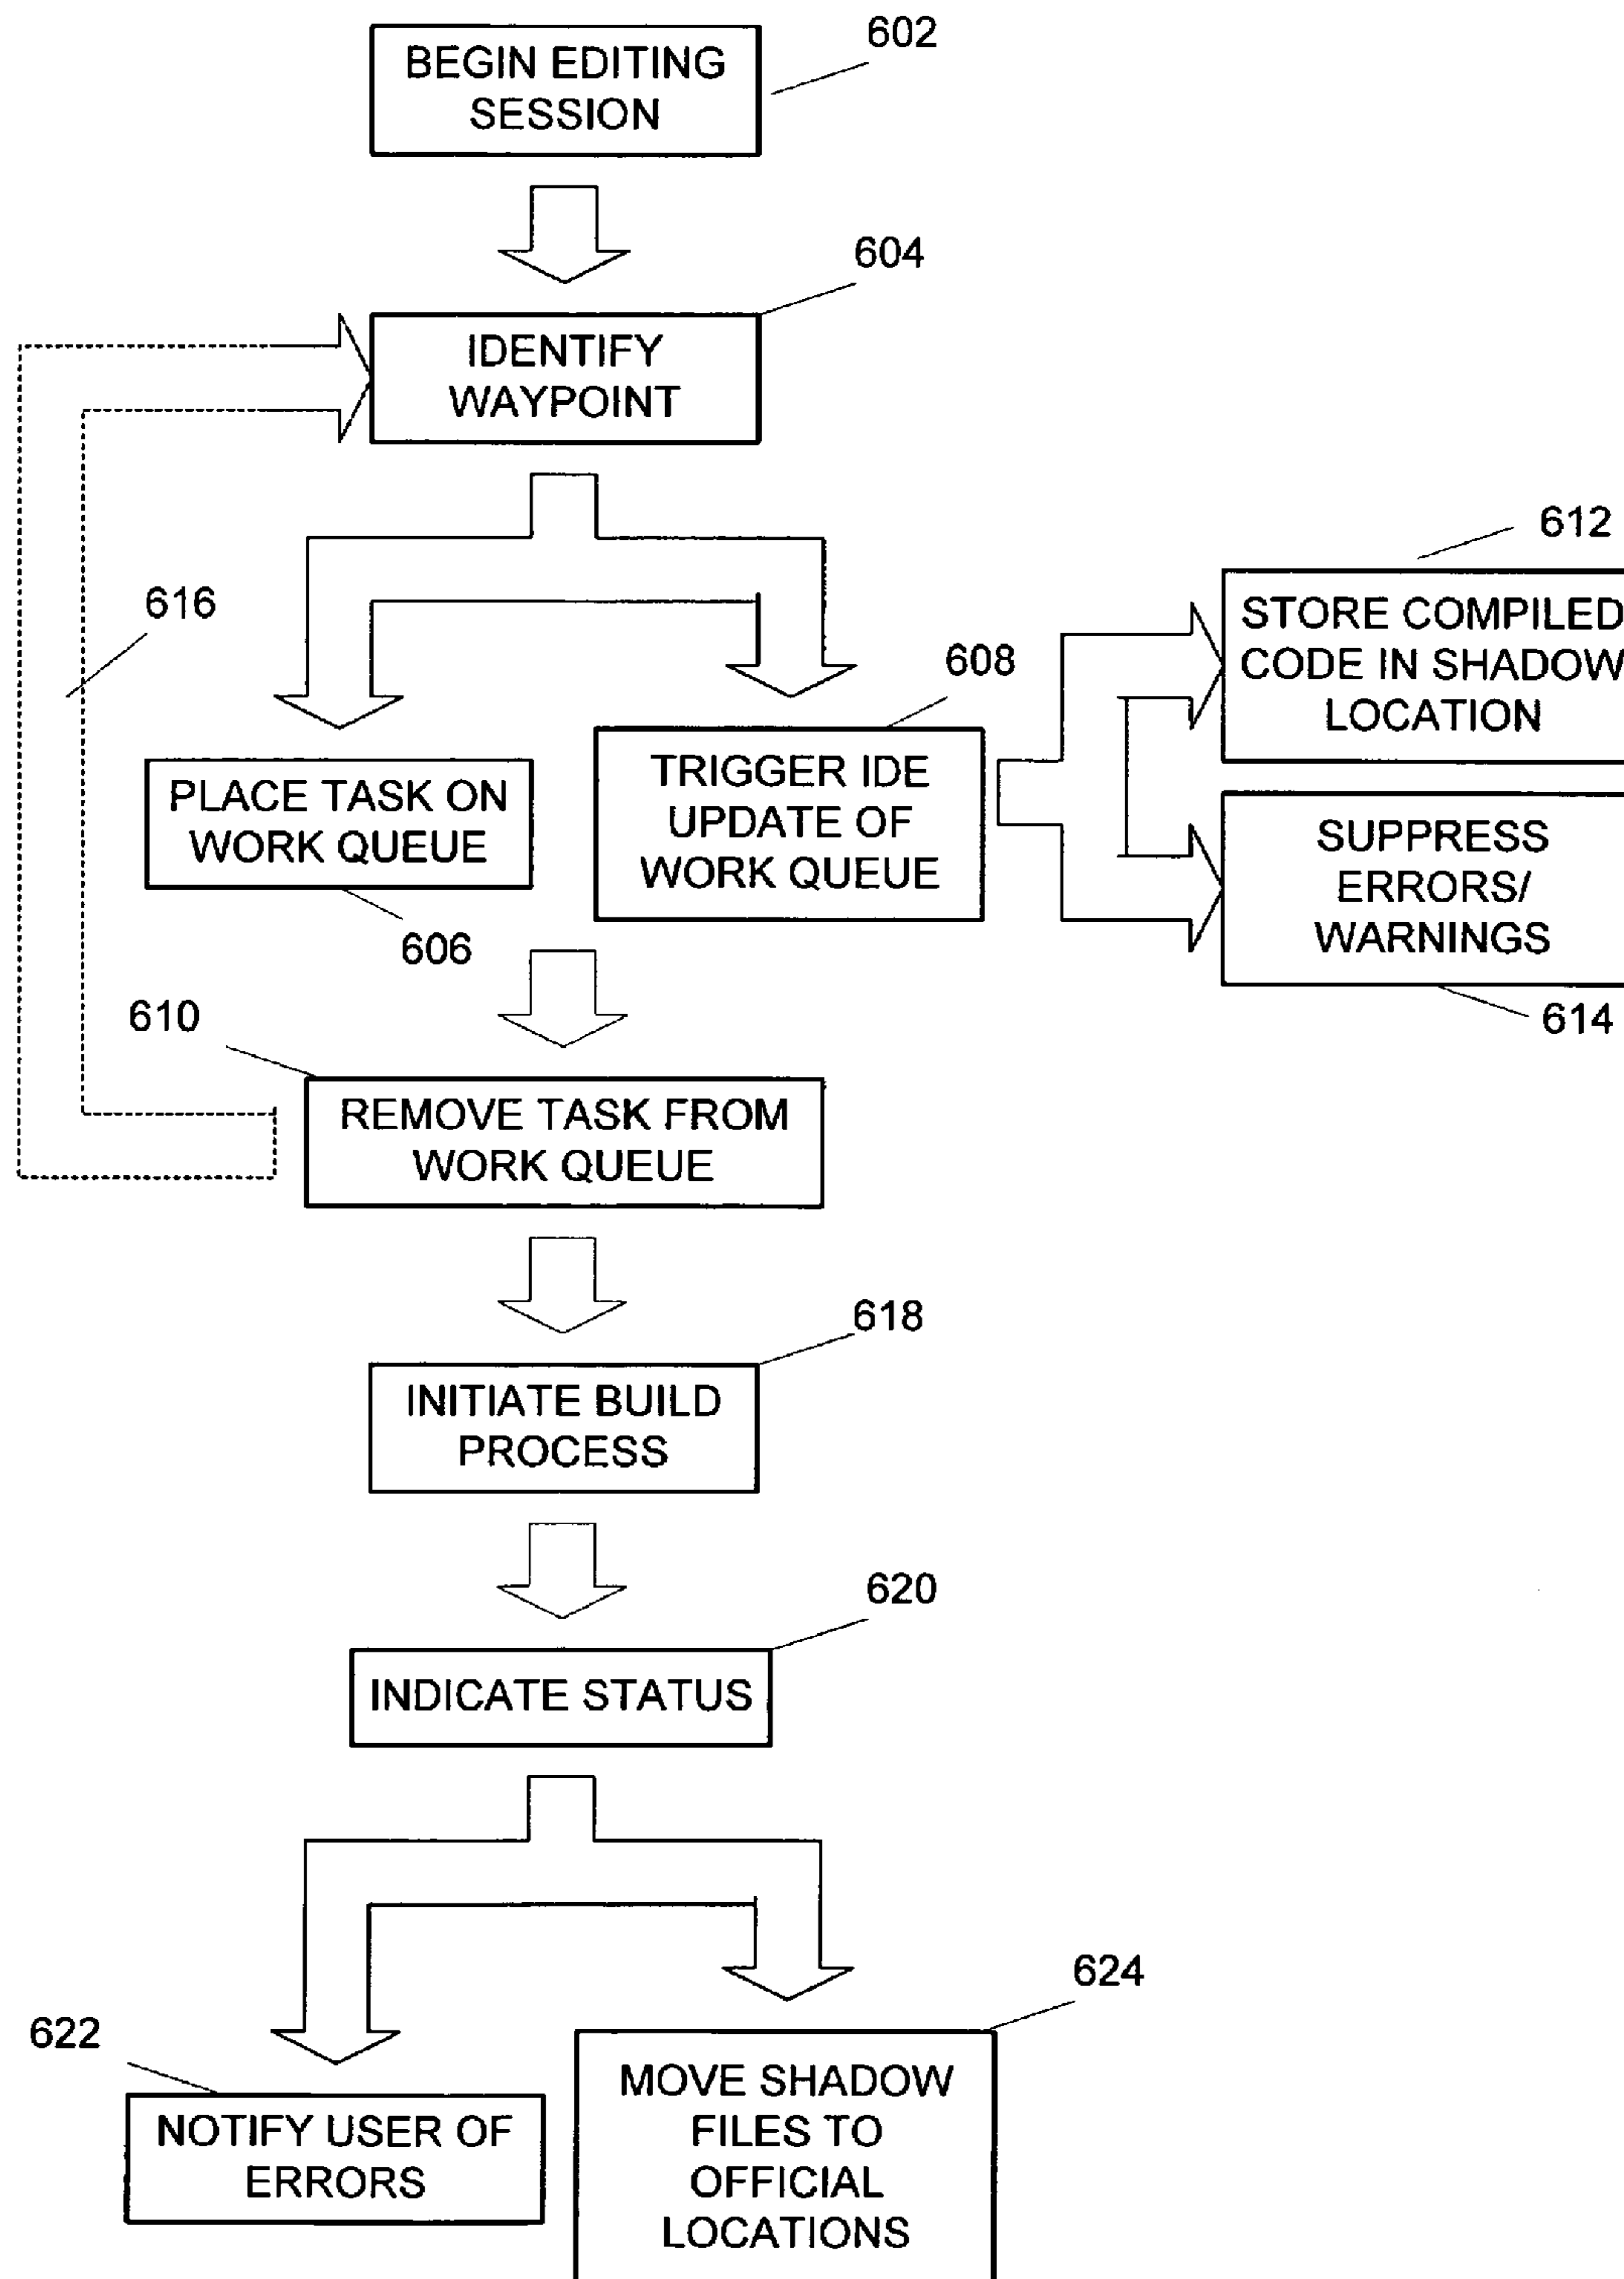 602
BEGIN EDITING
SESSION
604
IDENTIFY
WAYPOINT
612
STORE COMPILED
CODE IN SHADOW
LOCATION
616
608
PLACE TASK ON
WORK QUEUE
TRIGGER IDE
UPDATE OF
WORK QUEUE
SUPPRESS
ERRORS/
WARNINGS
606
610
614
REMOVE TASK FROM
WORK QUEUE
618
INITIATE BUILD
PROCESS
620
INDICATE STATUS
624
622
NOTIFY USER OF
ERRORS
MOVE SHADOW
FILES TO
OFFICIAL
LOCATIONS